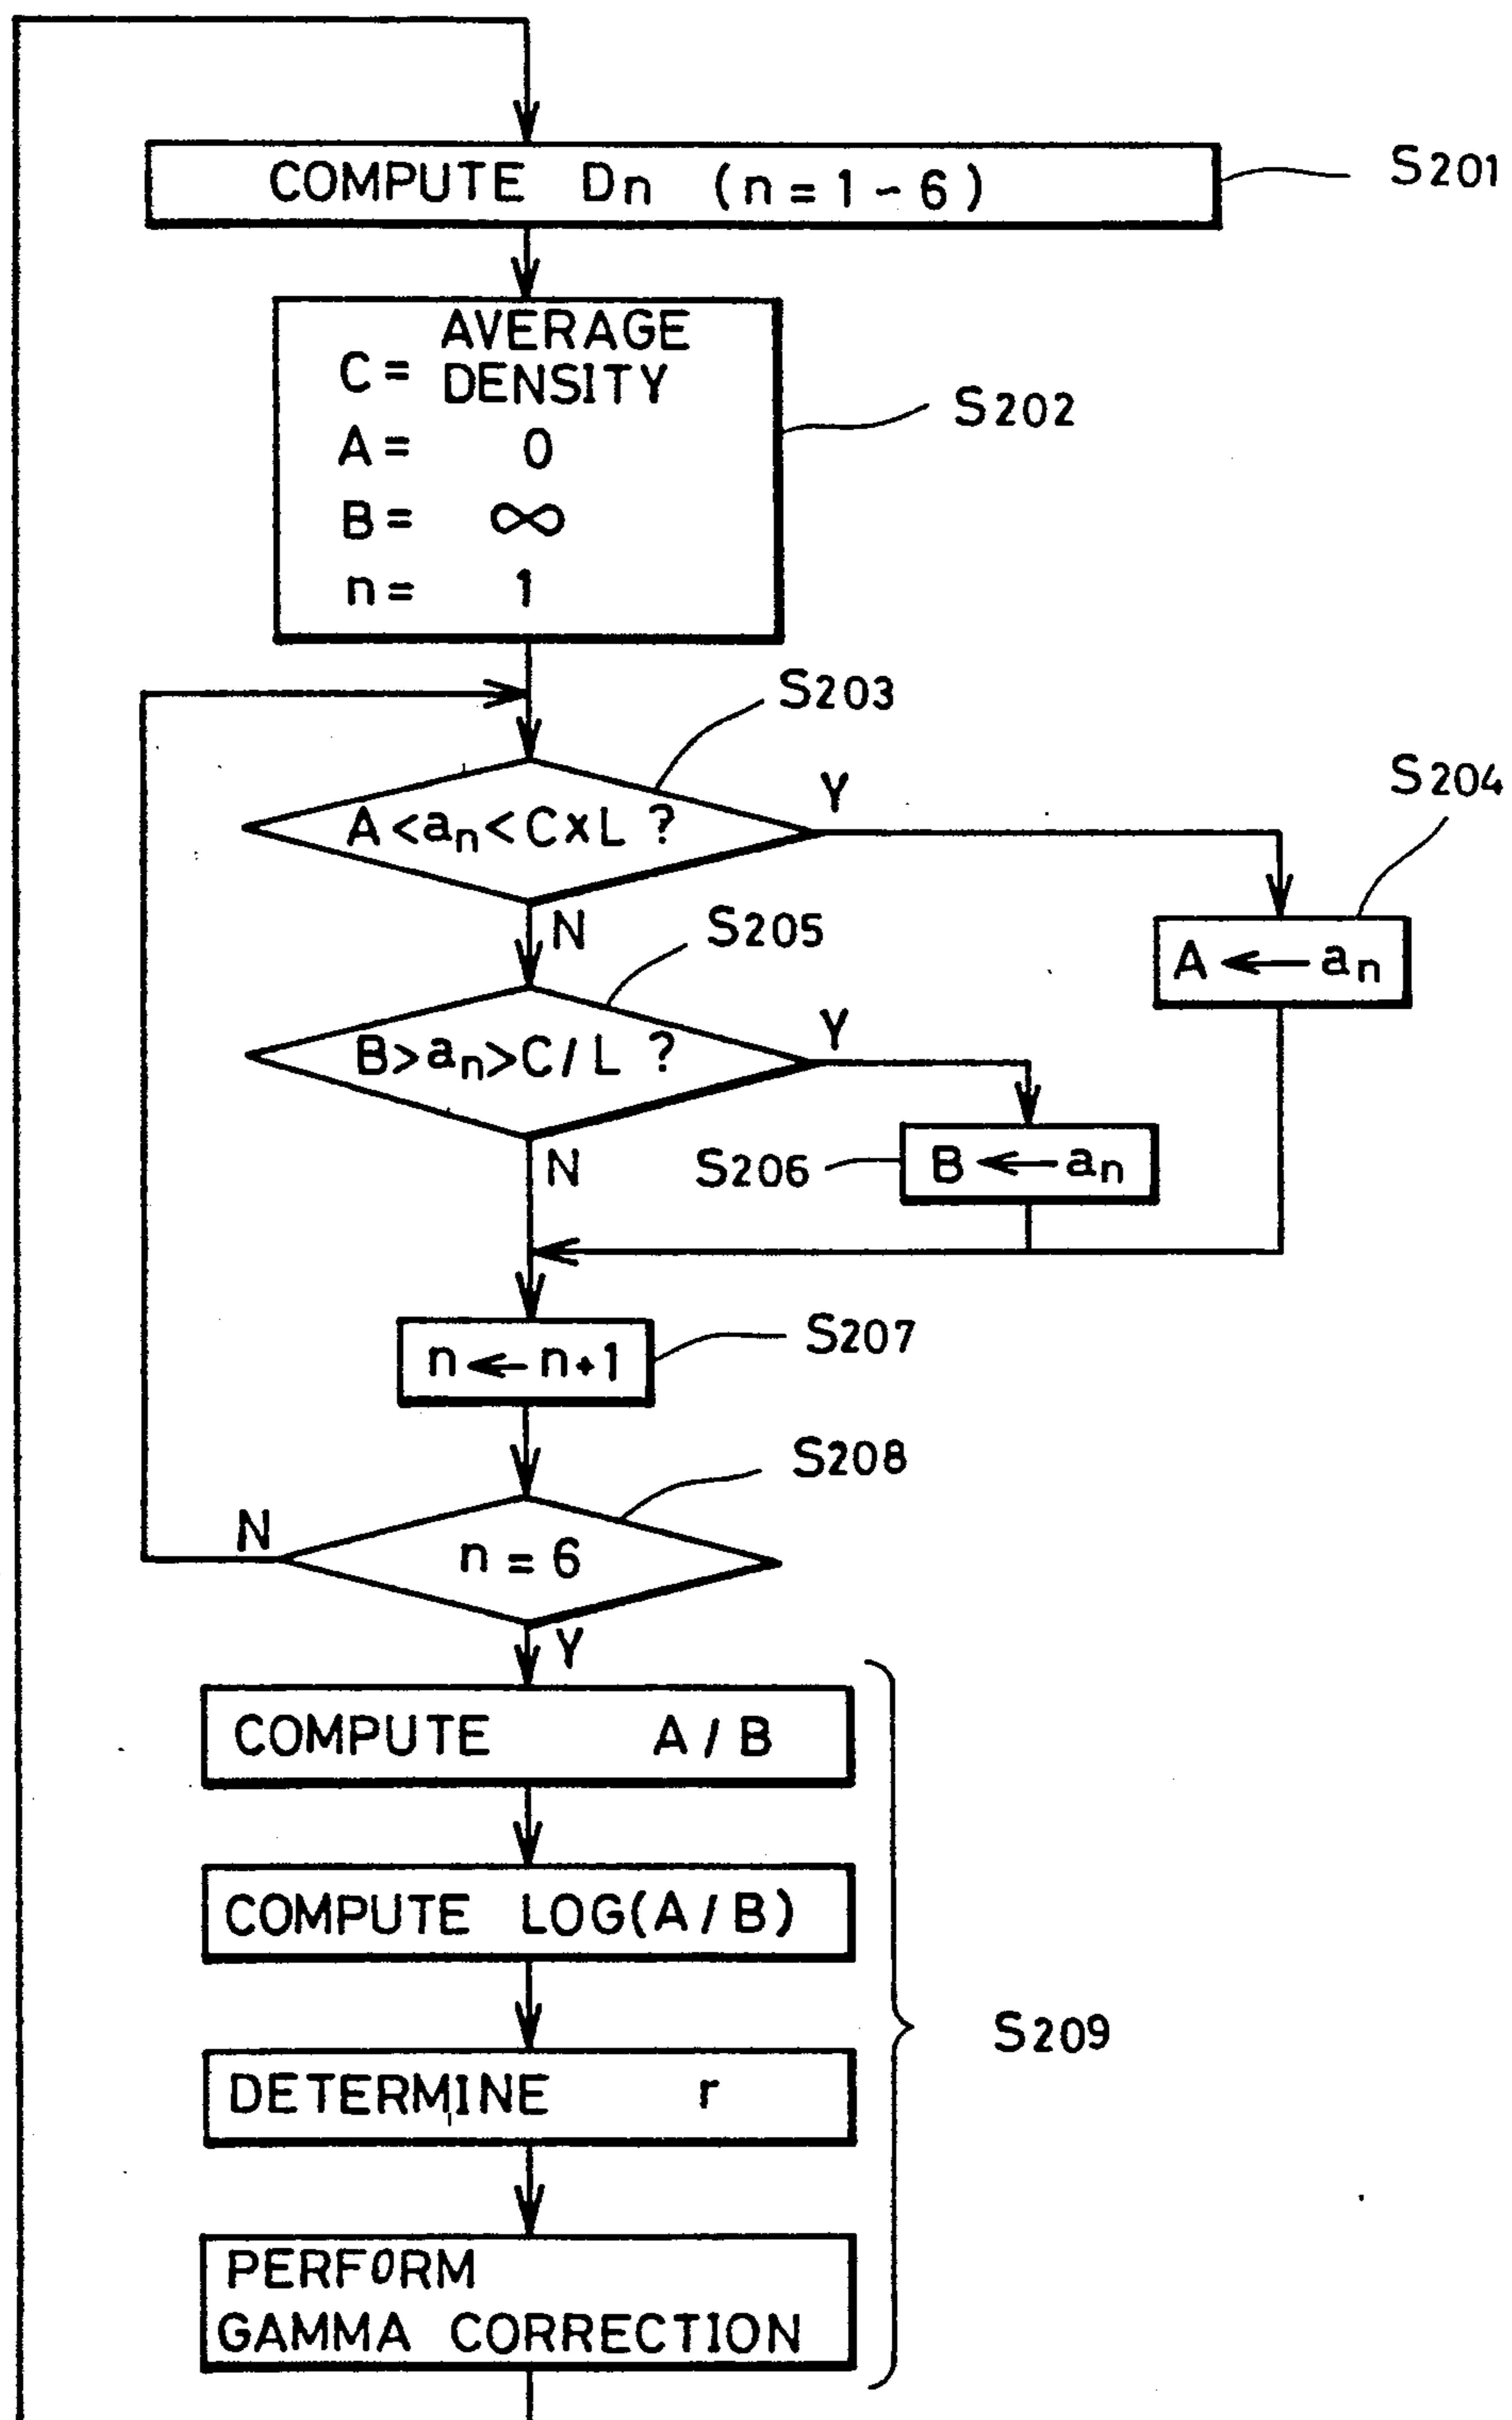 COMPUTE Dn (n=1-6)
S201
C= AVERAGE DENSITY
A= 0
B= ∞
n= 1
S202
S203
A<an<C×L ?
Y
S204
A ← an
N
S205
B>an>C/L ?
Y
S206
B ← an
N
n ← n+1
S207
S208
n=6
N
Y
COMPUTE A/B
COMPUTE LOG(A/B)
DETERMINE r
S209
PERFORM
GAMMA CORRECTION